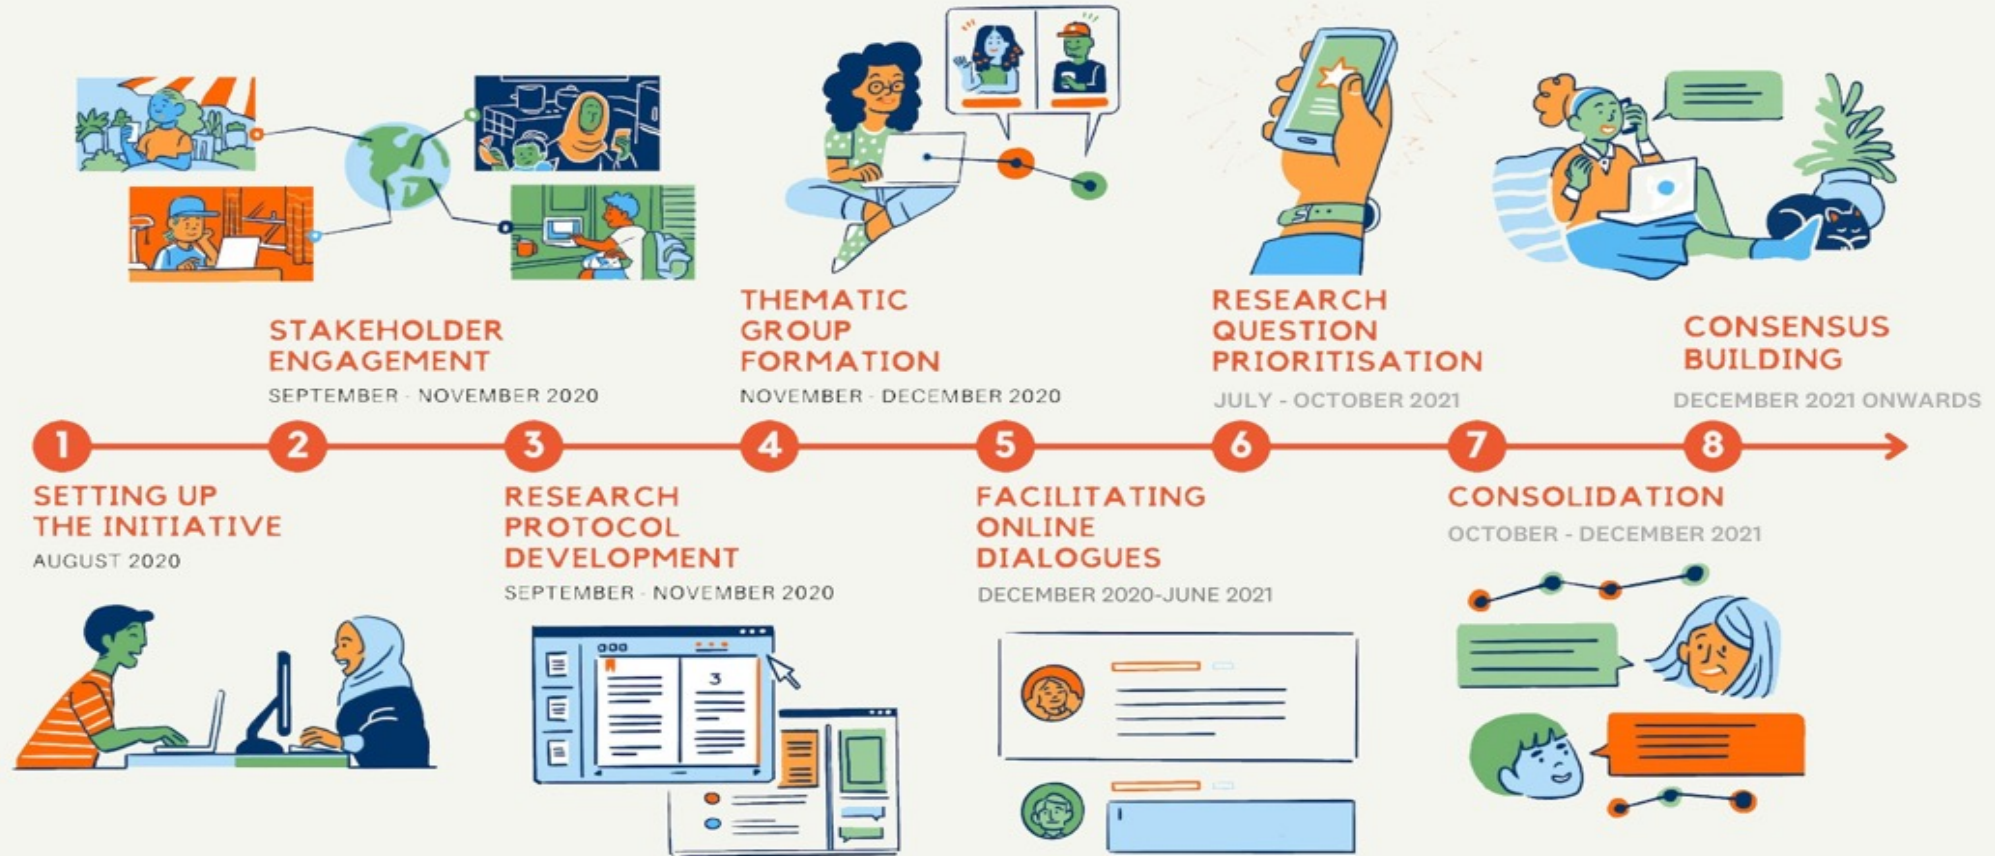 STAKEHOLDER
ENGAGEMENT
SEPTEMBER - NOVEMBER 2020
THEMATIC
GROUP
FORMATION
NOVEMBER - DECEMBER 2020
RESEARCH
QUESTION
PRIORITISATION
JULY - OCTOBER 2021
CONSENSUS
BUILDING
DECEMBER 2021 ONWARDS
1 2 3 4 5 6 7 8
SETTING UP
THE INITIATIVE
AUGUST 2020
RESEARCH
PROTOCOL
DEVELOPMENT
SEPTEMBER - NOVEMBER 2020
3
FACILITATING
ONLINE
DIALOGUES
DECEMBER 2020-JUNE 2021
CONSOLIDATION
OCTOBER - DECEMBER 2021